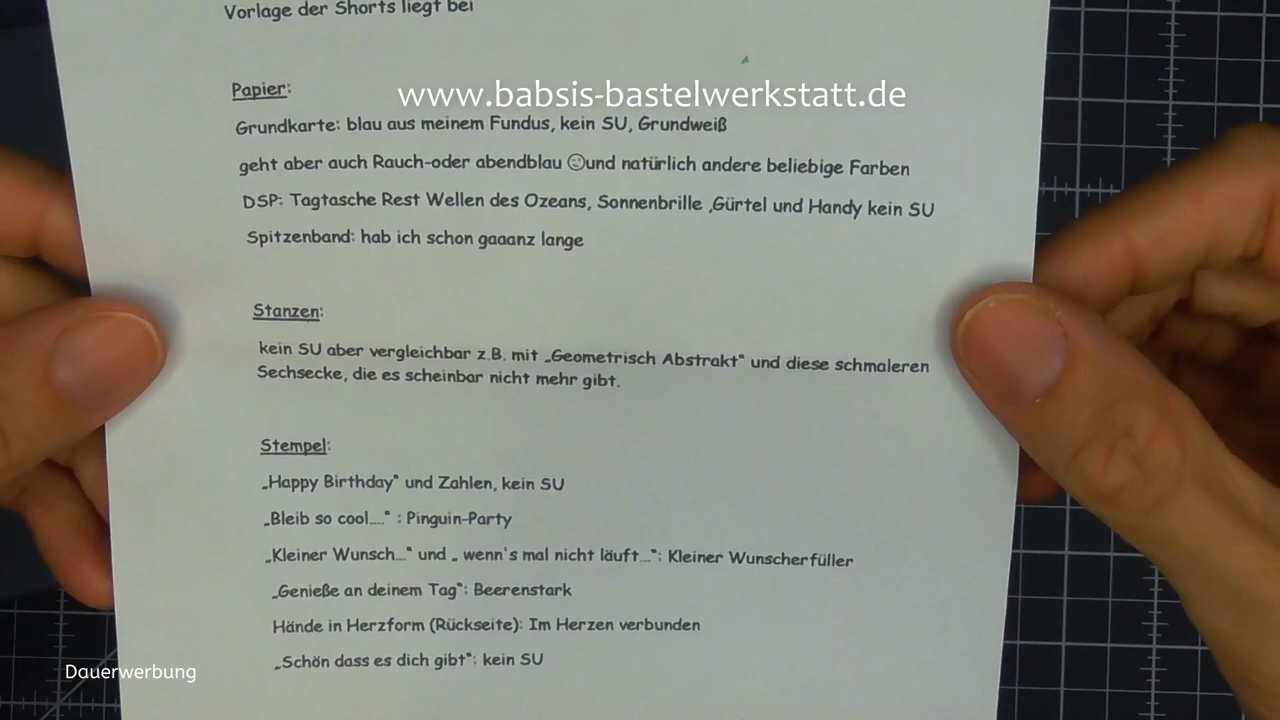 Vorlage der Shorts liegt bei
www.babsis-bastelwerkstatt.de
Papier:
Grundkarte: blau aus meinem Fundus, kein SU, Grundweiß
geht aber auch Rauch-oder abendblau ☺und natürlich andere beliebige Farben
DSP: Tagtasche Rest Wellen des Ozeans, Sonnenbrille ,Gürtel und Handy kein SU
Spitzenband: hab ich schon gaaanz lange
Stanzen:
kein SU aber vergleichbar z.B. mit „Geometrisch Abstrakt“ und diese schmaleren
Sechsecke, die es scheinbar nicht mehr gibt.
Stempel:
„Happy Birthday“ und Zahlen, kein SU
„Bleib so cool....“ : Pinguin-Party
„Kleiner Wunsch...“ und „ wenn's mal nicht läuft...“: Kleiner Wunscherfüller
„Genieße an deinem Tag“: Beerenstark
Hände in Herzform (Rückseite): Im Herzen verbunden
„Schön dass es dich gibt“: kein SU
Dauerwerbung